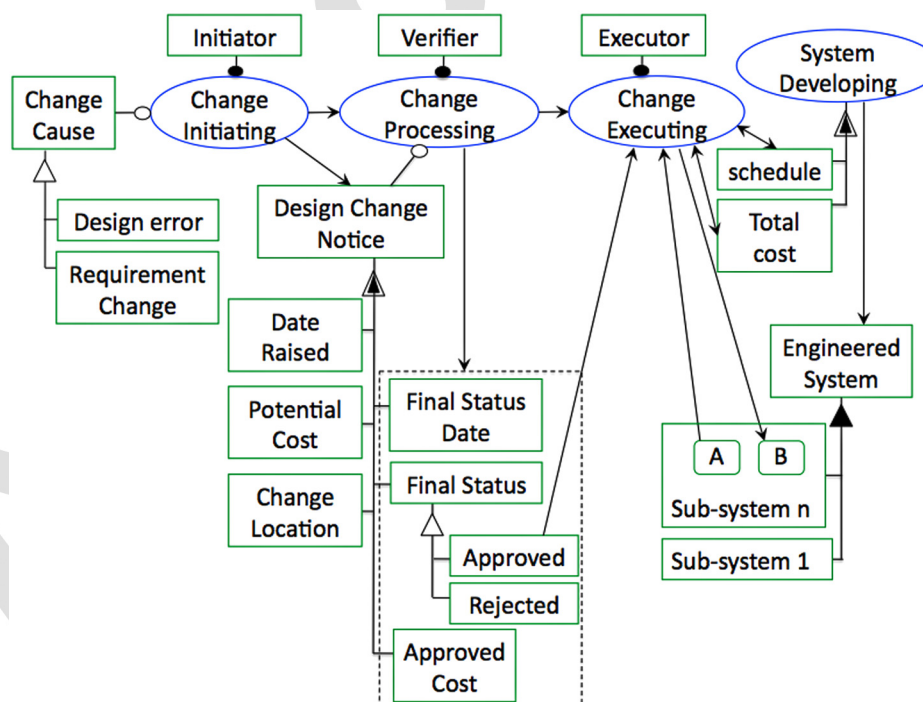 Initiator
Verifier
Executor
System
Developing
Change
Cause
Change
Initiating
Change
Processing
Change
Executing
schedule
Design error
Design Change
Notice
Total
cost
Requirement
Change
Date
Raised
Engineered
System
Potential
Cost
Final Status
Date
A
B
Change
Location
Final Status
Sub-system n
Approved
Sub-system 1
Rejected
Approved
Cost